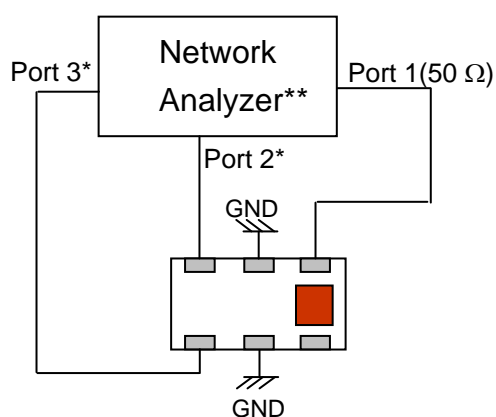 Network
Analyzer**
Port 3*
Port 1(50 Ω)
Port 2*
GND
GND